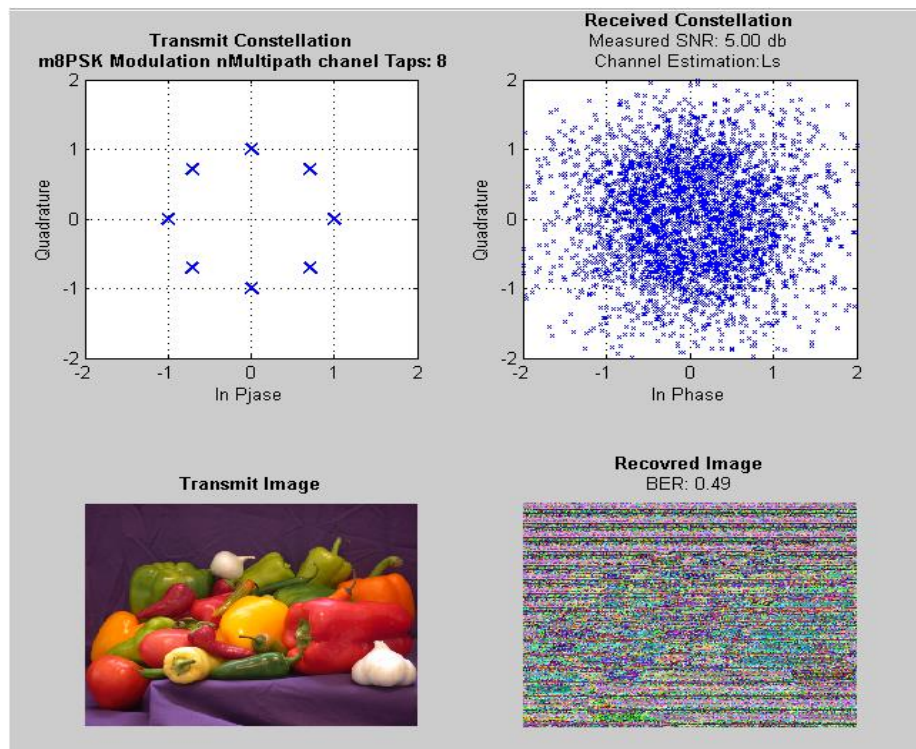 Transmit Constellation
m8PSK Modulation nMultipath chanel Taps: 8
2
1
0
-1
-2
-2
-1
0
1
2
Quadrature
In Pjase
Received Constellation
Measured SNR: 5.00 db
Channel Estimation:Ls
2
1
0
-1
-2
-2
-1
0
1
2
Quadrature
In Phase
Transmit Image
Recovred Image
BER: 0.49